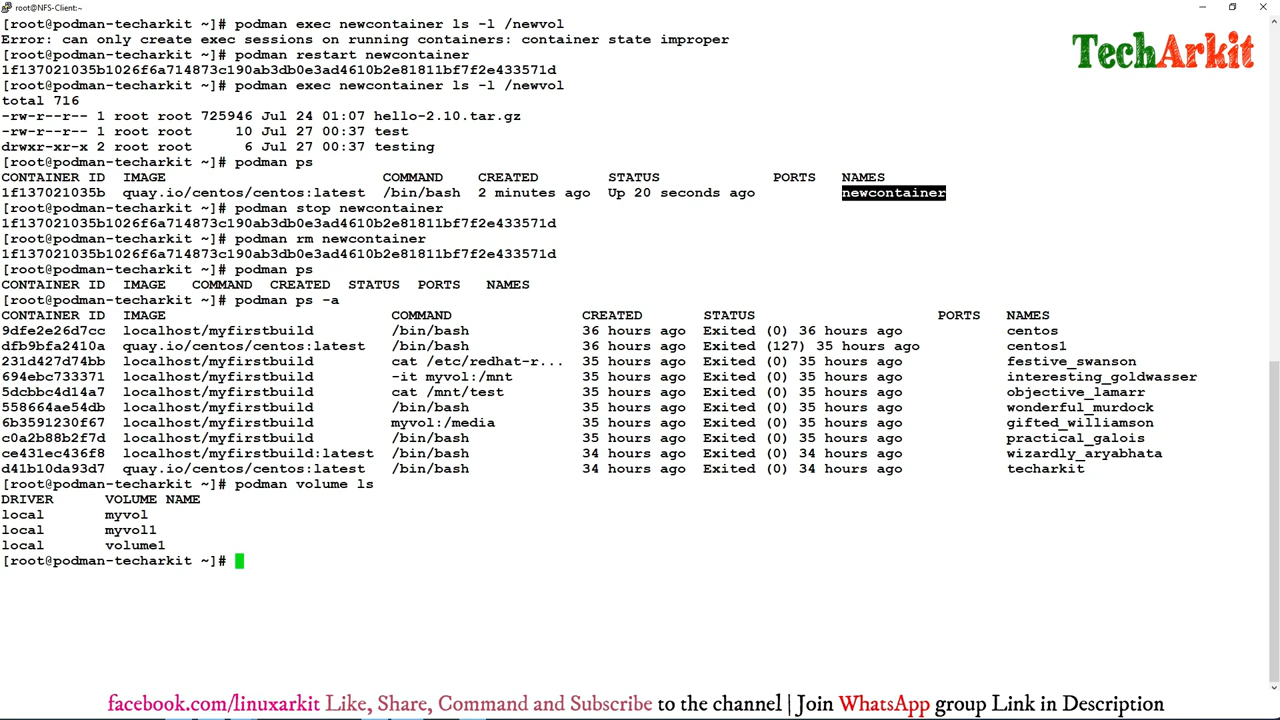 root@NFS-Client:~
[root@podman-techarkit ~]# podman exec newcontainer ls -l /newvol
Error: can only create exec sessions on running containers: container state improper
[root@podman-techarkit ~]# podman restart newcontainer
1f137021035b1026f6a714873c190ab3db0e3ad4610b2e81811bf7f2e433571d
[root@podman-techarkit ~]# podman exec newcontainer ls -l /newvol
total 716
-rw-r--r-- 1 root root 725946 Jul 24 01:07 hello-2.10.tar.gz
-rw-r--r-- 1 root root     10 Jul 27 00:37 test
drwxr-xr-x 2 root root      6 Jul 27 00:37 testing
[root@podman-techarkit ~]# podman ps
CONTAINER ID  IMAGE                         COMMAND    CREATED        STATUS             PORTS   NAMES
1f137021035b  quay.io/centos/centos:latest  /bin/bash  2 minutes ago  Up 20 seconds ago          newcontainer
[root@podman-techarkit ~]# podman stop newcontainer
1f137021035b1026f6a714873c190ab3db0e3ad4610b2e81811bf7f2e433571d
[root@podman-techarkit ~]# podman rm newcontainer
1f137021035b1026f6a714873c190ab3db0e3ad4610b2e81811bf7f2e433571d
[root@podman-techarkit ~]# podman ps
CONTAINER ID  IMAGE   COMMAND  CREATED  STATUS  PORTS   NAMES
[root@podman-techarkit ~]# podman ps -a
CONTAINER ID  IMAGE                          COMMAND               CREATED       STATUS                    PORTS   NAMES
9dfe2e26d7cc  localhost/myfirstbuild         /bin/bash             36 hours ago  Exited (0) 36 hours ago           centos
dfb9bfa2410a  quay.io/centos/centos:latest   /bin/bash             36 hours ago  Exited (127) 35 hours ago         centos1
231d427d74bb  localhost/myfirstbuild         cat /etc/redhat-r...  35 hours ago  Exited (0) 35 hours ago           festive_swanson
694ebc733371  localhost/myfirstbuild         -it myvol:/mnt        35 hours ago  Exited (0) 35 hours ago           interesting_goldwasser
5dcbbc4d14a7  localhost/myfirstbuild         cat /mnt/test         35 hours ago  Exited (0) 35 hours ago           objective_lamarr
558664ae54db  localhost/myfirstbuild         /bin/bash             35 hours ago  Exited (0) 35 hours ago           wonderful_murdock
6b3591230f67  localhost/myfirstbuild         myvol:/media          35 hours ago  Exited (0) 35 hours ago           gifted_williamson
c0a2b88b2f7d  localhost/myfirstbuild         /bin/bash             35 hours ago  Exited (0) 35 hours ago           practical_galois
ce431ec436f8  localhost/myfirstbuild:latest  /bin/bash             34 hours ago  Exited (0) 34 hours ago           wizardly_aryabhata
d41b10da93d7  quay.io/centos/centos:latest   /bin/bash             34 hours ago  Exited (0) 34 hours ago           techarkit
[root@podman-techarkit ~]# podman volume ls
DRIVER      VOLUME NAME
local       myvol
local       myvol1
local       volume1
[root@podman-techarkit ~]#
TechArkit
facebook.com/linuxarkit Like, Share, Command and Subscribe to the channel | Join WhatsApp group Link in Description